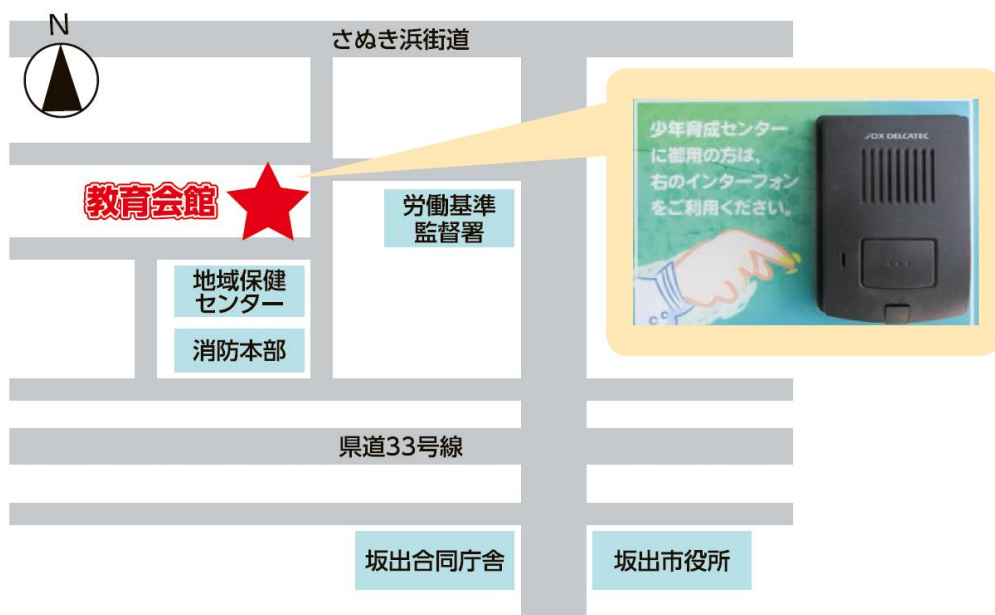 N
さぬき浜街道
少年育成センター
に御用の方は、
右のインターフォン
をご利用ください。
DX DELCATEC
教育会館
労働基準
監督署
地域保健
センター
消防本部
県道33号線
坂出合同庁舎
坂出市役所